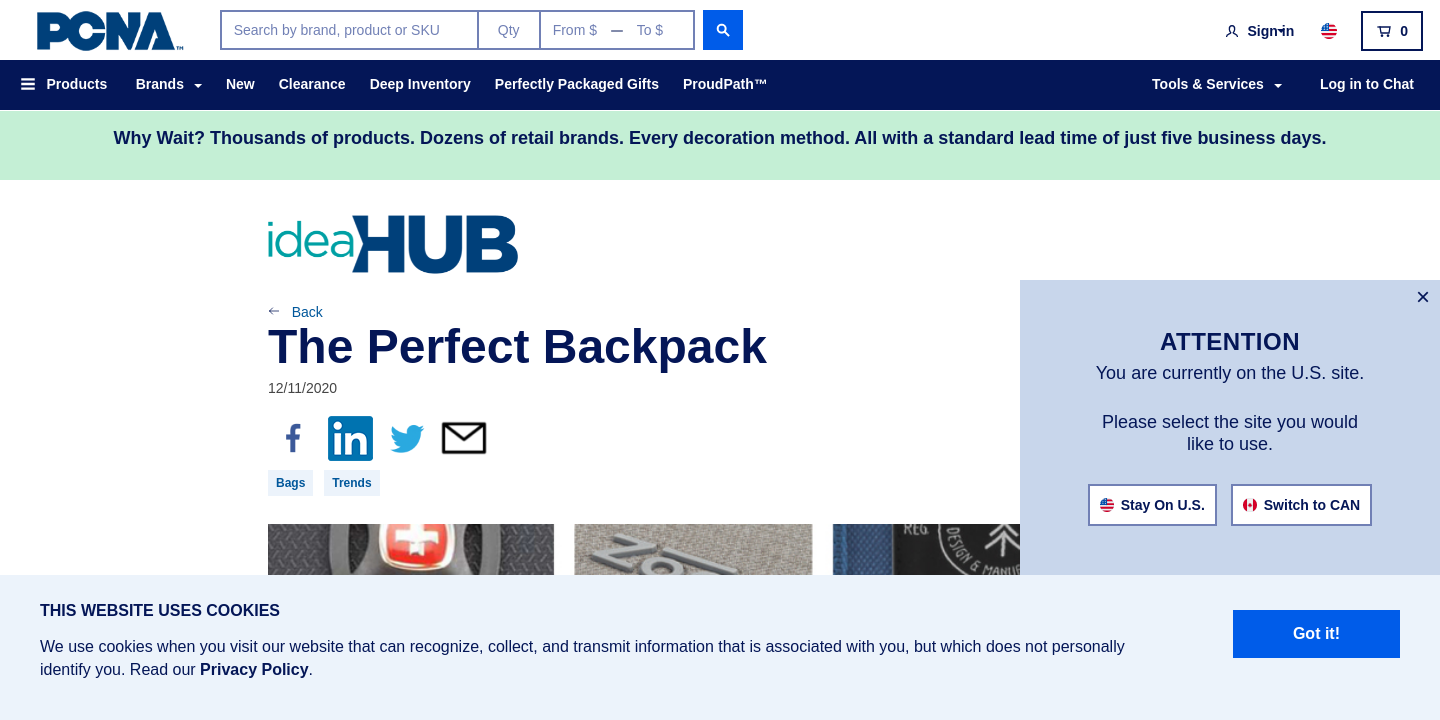 PCNA™
Search by brand, product or SKU
Qty
From $ — To $
Sign in
0
Products
Brands
New
Clearance
Deep Inventory
Perfectly Packaged Gifts
ProudPath™
Tools & Services
Log in to Chat
Why Wait? Thousands of products. Dozens of retail brands. Every decoration method. All with a standard lead time of just five business days.
ideaHUB
Back
The Perfect Backpack
12/11/2020
f
in
Bags
Trends
REG.
DESIGN & MANUF
×
ATTENTION
You are currently on the U.S. site.
Please select the site you would
like to use.
Stay On U.S.
Switch to CAN
THIS WEBSITE USES COOKIES
We use cookies when you visit our website that can recognize, collect, and transmit information that is associated with you, but which does not personally
identify you. Read our Privacy Policy.
Got it!